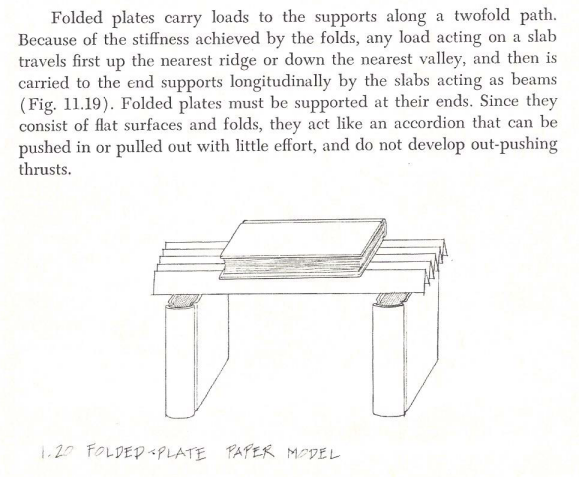 Folded plates carry loads to the supports along a twofold path.
Because of the stiffness achieved by the folds, any load acting on a slab
travels first up the nearest ridge or down the nearest valley, and then is
carried to the end supports longitudinally by the slabs acting as beams
(Fig. 11.19). Folded plates must be supported at their ends. Since they
consist of flat surfaces and folds, they act like an accordion that can be
pushed in or pulled out with little effort, and do not develop out-pushing
thrusts.
1.20 FOLDED-PLATE PAPER MODEL